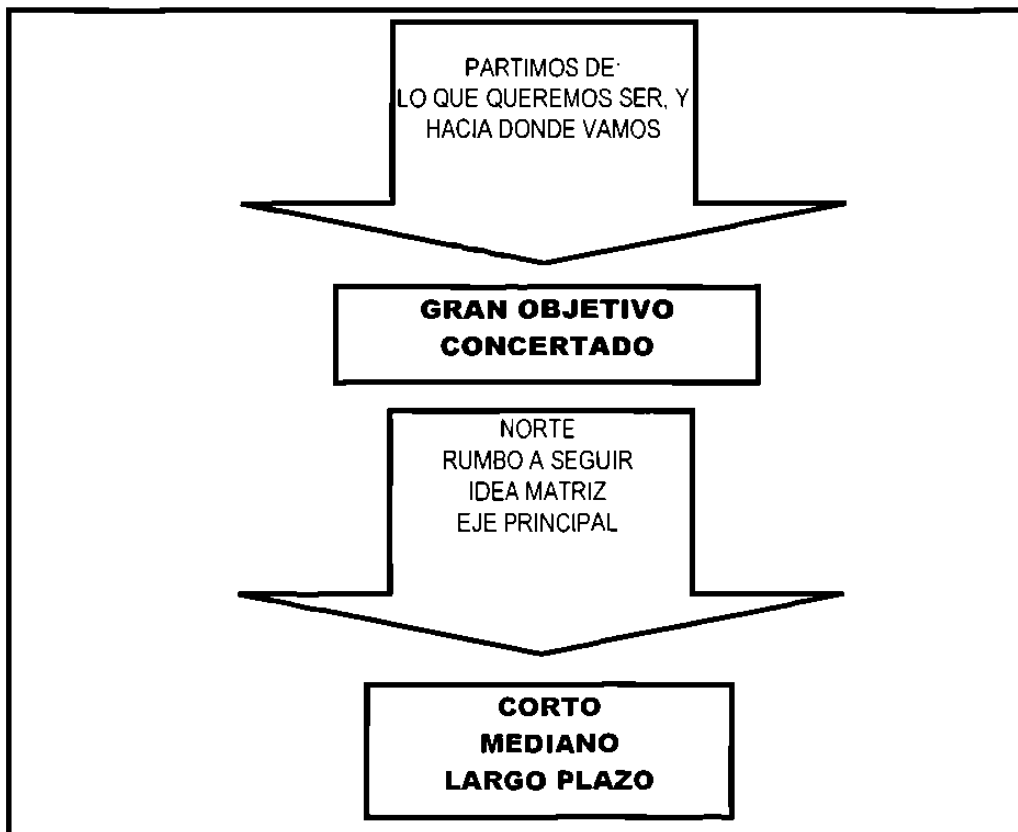 PARTIMOS DE:
LO QUE QUEREMOS SER, Y
HACIA DONDE VAMOS
GRAN OBJETIVO
CONCERTADO
NORTE
RUMBO A SEGUIR
IDEA MATRIZ
EJE PRINCIPAL
CORTO
MEDIANO
LARGO PLAZO